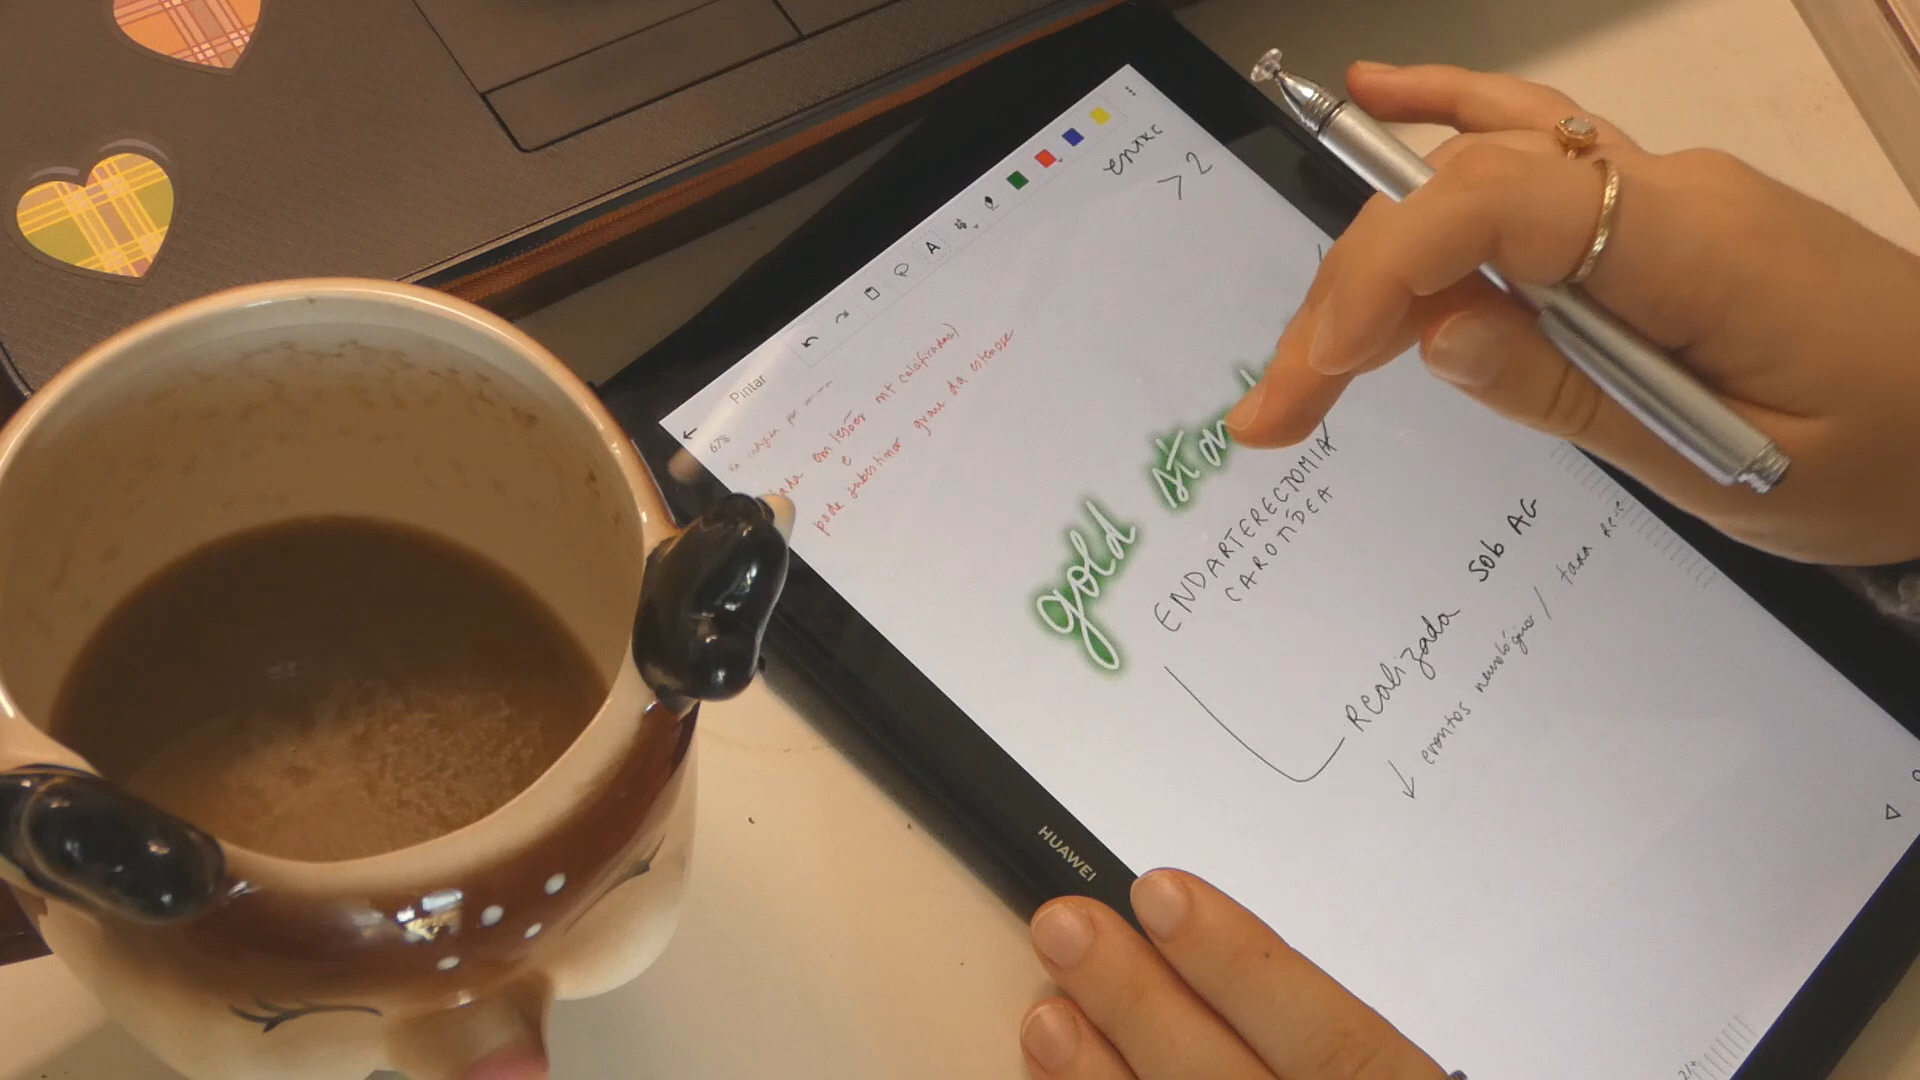 Pintar
67%
em lesões mt calcificadas)
e
pode subestimar grau da estenose
A
> 2
gold
ENDARTERECTOMIA
CAROTÍDEA
Realizada sob AG
↓ eventos neurológicos / taxa
HUAWEI